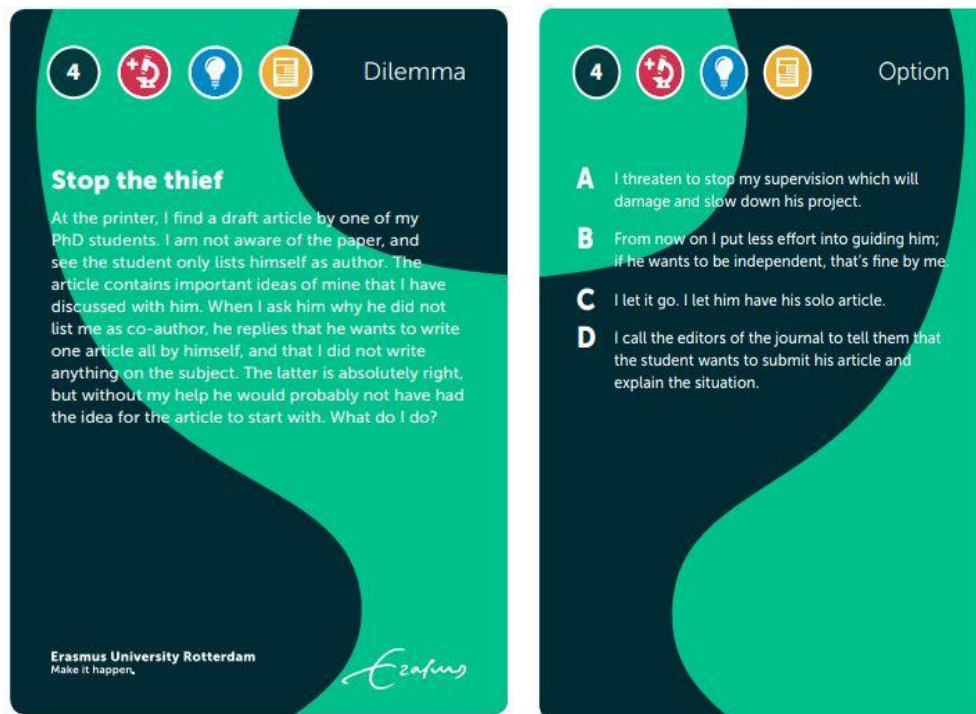 4
Dilemma
Stop the thief
At the printer, I find a draft article by one of my
PhD students. I am not aware of the paper, and
see the student only lists himself as author. The
article contains important ideas of mine that I have
discussed with him. When I ask him why he did not
list me as co-author, he replies that he wants to write
one article all by himself, and that I did not write
anything on the subject. The latter is absolutely right,
but without my help he would probably not have had
the idea for the article to start with. What do I do?
Erasmus University Rotterdam
Make it happen.
Erasmus
4
Option
A I threaten to stop my supervision which will
damage and slow down his project.
B From now on I put less effort into guiding him;
if he wants to be independent, that's fine by me.
C I let it go. I let him have his solo article.
D I call the editors of the journal to tell them that
the student wants to submit his article and
explain the situation.